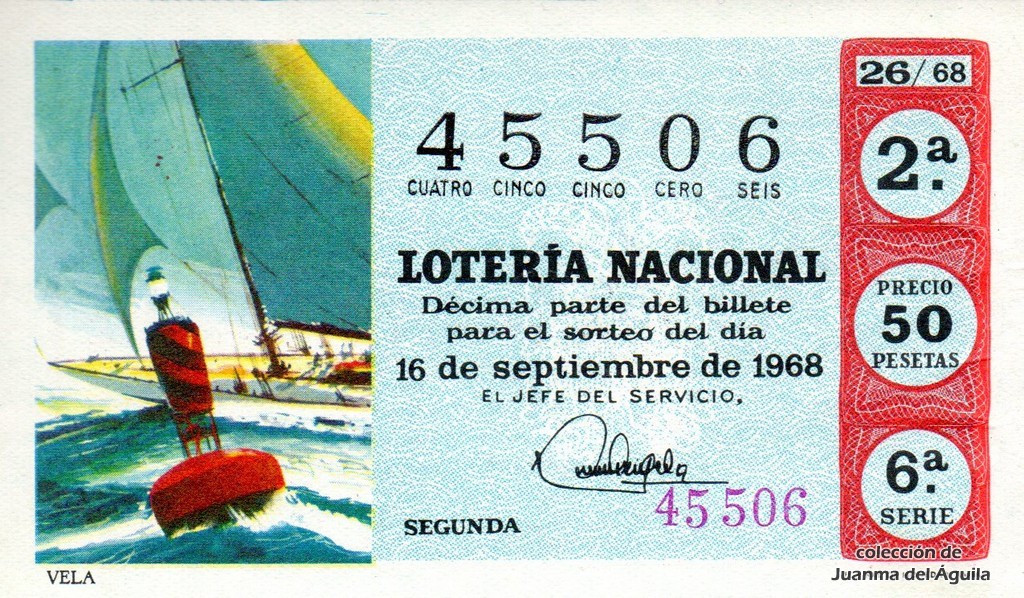 26/68
4 5 5 0 6
CUATRO CINCO CINCO CERO SEIS
2.ª
LOTERÍA NACIONAL
Décima parte del billete
para el sorteo del día
16 de septiembre de 1968
EL JEFE DEL SERVICIO,
PRECIO
50
PESETAS
45506
SEGUNDA
6.ª
SERIE
VELA
colección de
Juanma del Águila